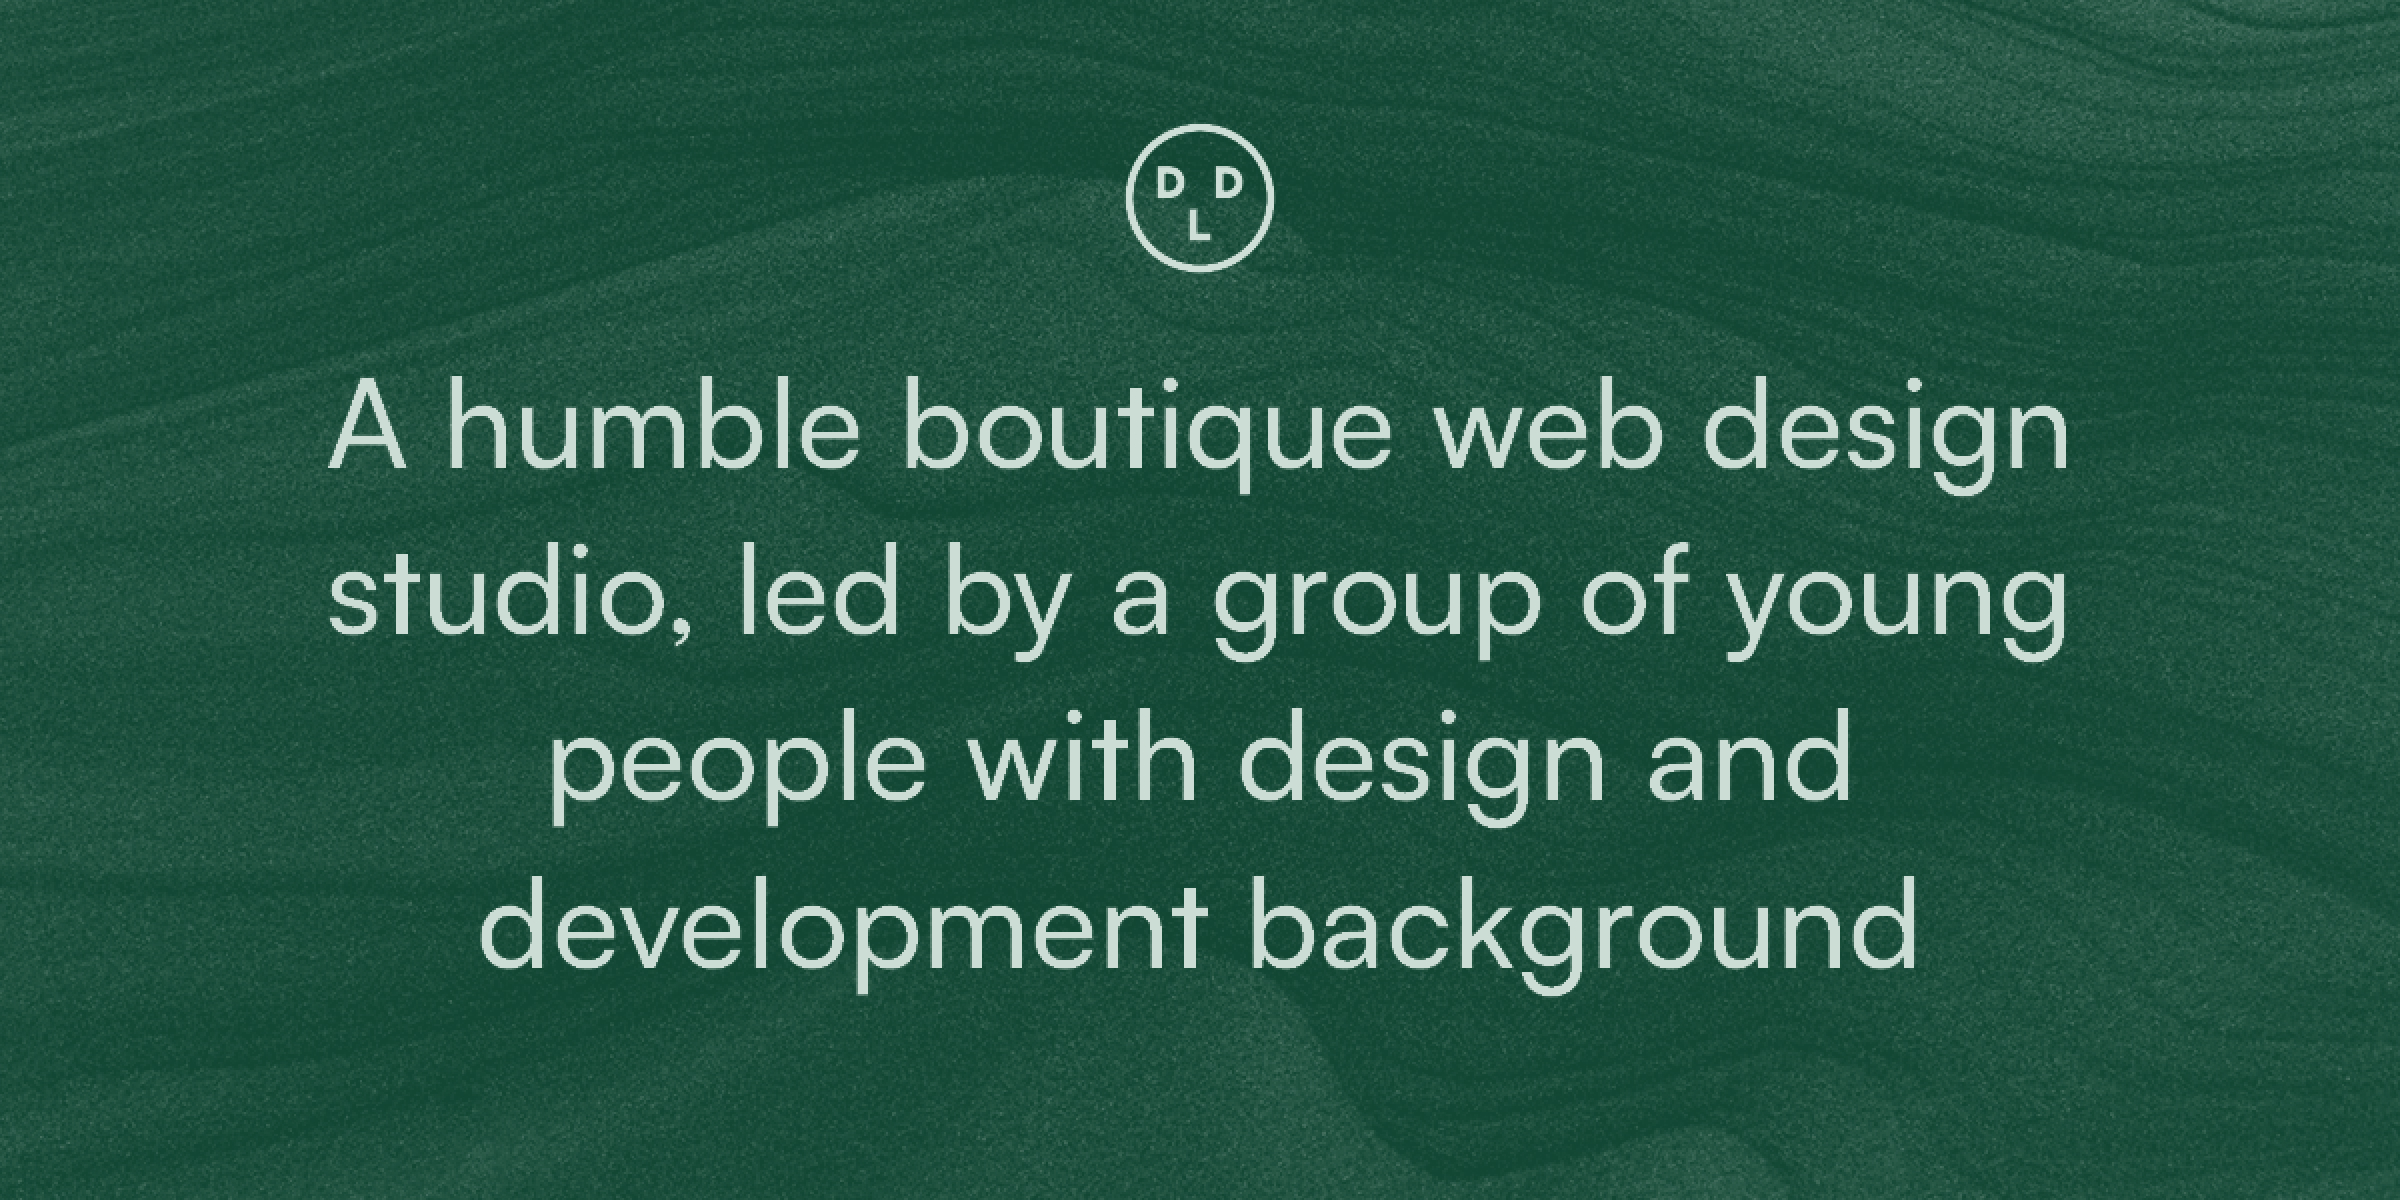 D D
L
A humble boutique web design
studio, led by a group of young
people with design and
development background